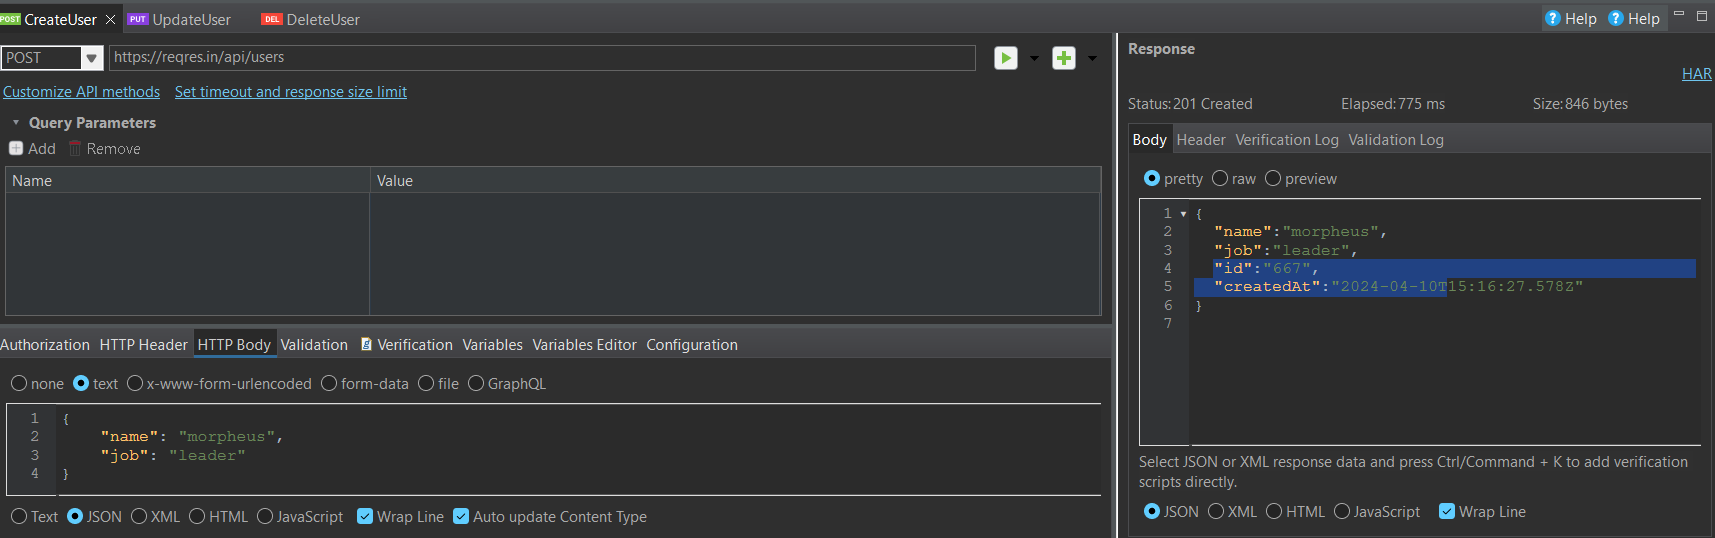 POST CreateUser PUT UpdateUser DEL DeleteUser ? Help ? Help
POST https://reqres.in/api/users
Customize API methods Set timeout and response size limit
Query Parameters
Add Remove
Name Value
Authorization HTTP Header HTTP Body Validation Verification Variables Variables Editor Configuration
none text x-www-form-urlencoded form-data file GraphQL
1 {
2 "name": "morpheus",
3 "job": "leader"
4 }
Text JSON XML HTML JavaScript Wrap Line Auto update Content Type
Response
HAR
Status: 201 Created Elapsed: 775 ms Size: 846 bytes
Body Header Verification Log Validation Log
pretty raw preview
1 {
2 "name":"morpheus",
3 "job":"leader",
4 "id":"667",
5 "createdAt":"2024-04-10T15:16:27.578Z"
6 }
7
Select JSON or XML response data and press Ctrl/Command + K to add verification
scripts directly.
JSON XML HTML JavaScript Wrap Line